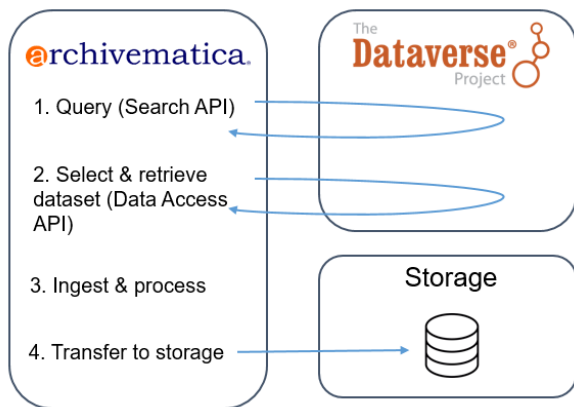 archivematica.
1. Query (Search API)
2. Select & retrieve
dataset (Data Access
API)
3. Ingest & process
4. Transfer to storage
The
Dataverse®
Project
Storage